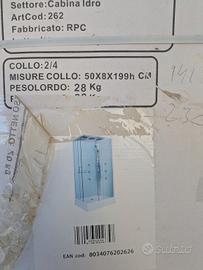 Settore:Cabina Idro
ArtCod: 262
Fabbricato: RPC
COLLO:2/4
MISURE COLLO: 50X8X199h CM
PESOLORDO: 28 Kg
EAN cod: 8034076202626
Subito